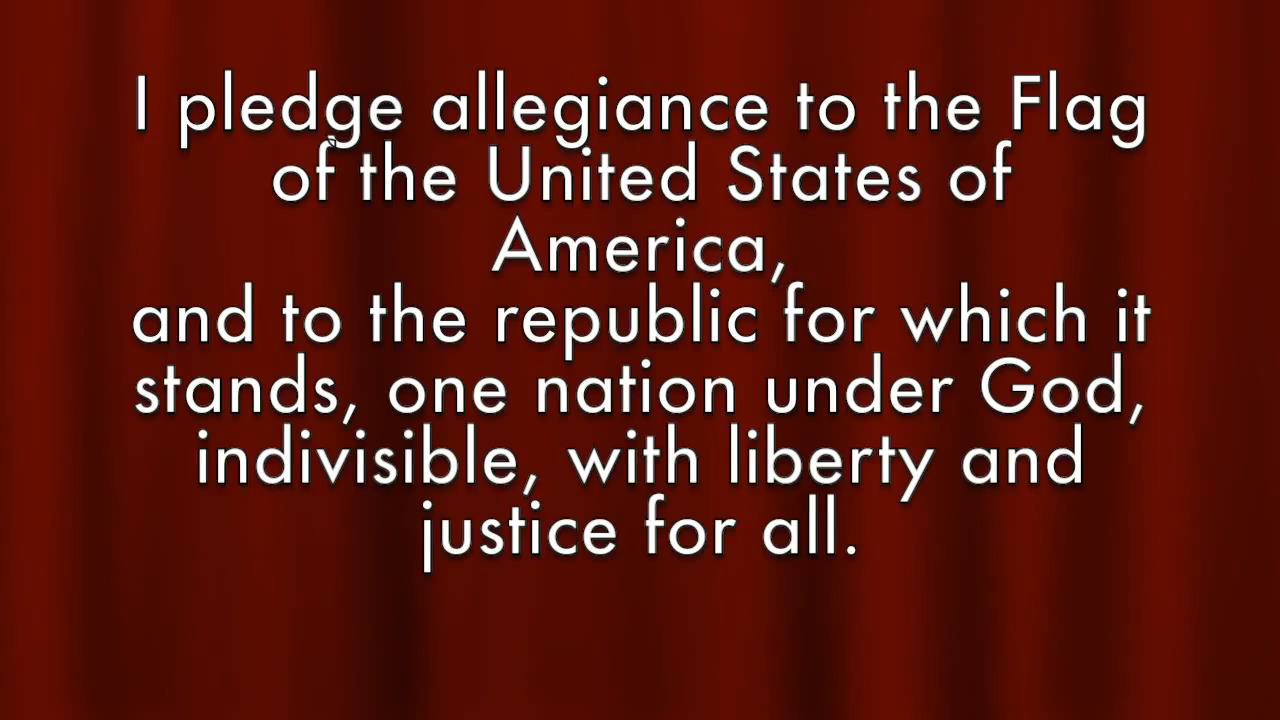 I pledge allegiance to the Flag
of the United States of
America,
and to the republic for which it
stands, one nation under God,
indivisible, with liberty and
justice for all.